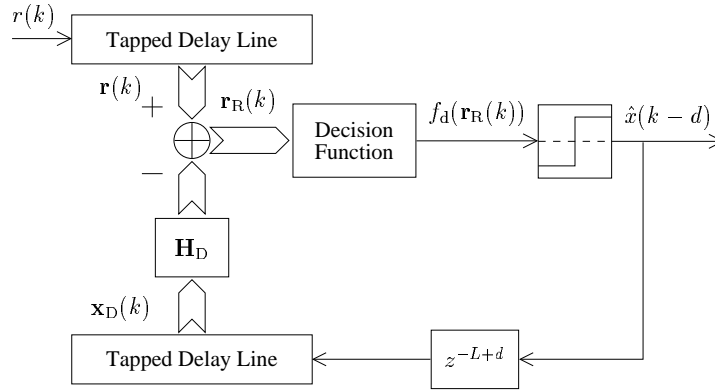 r(k)
Tapped Delay Line
𝐫(k)
+
𝐫_R(k)
Decision
Function
f_d(𝐫_R(k))
x̂(k − d)
−
𝐇_D
𝐱_D(k)
Tapped Delay Line
z^{−L+d}